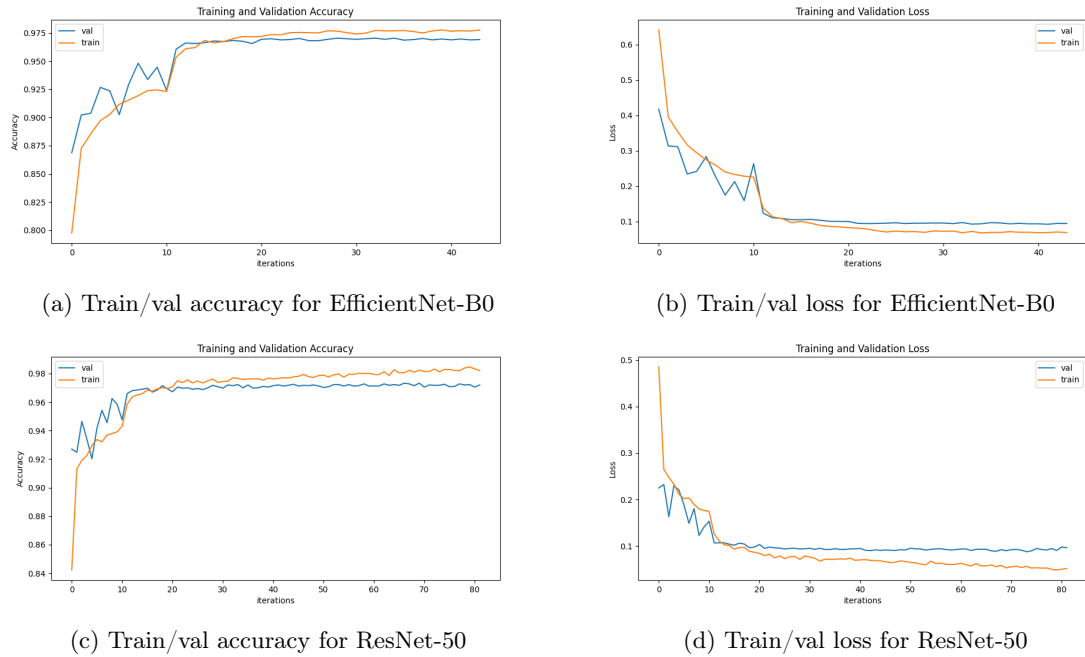 Training and Validation Accuracy
val
train
0.975
0.950
0.925
0.900
0.875
0.850
0.825
0.800
Accuracy
0 10 20 30 40
iterations
(a) Train/val accuracy for EfficientNet-B0
Training and Validation Loss
val
train
0.6
0.5
0.4
0.3
0.2
0.1
Loss
0 10 20 30 40
iterations
(b) Train/val loss for EfficientNet-B0
Training and Validation Accuracy
val
train
0.98
0.96
0.94
0.92
0.90
0.88
0.86
0.84
Accuracy
0 10 20 30 40 50 60 70 80
iterations
(c) Train/val accuracy for ResNet-50
Training and Validation Loss
val
train
0.5
0.4
0.3
0.2
0.1
Loss
0 10 20 30 40 50 60 70 80
iterations
(d) Train/val loss for ResNet-50